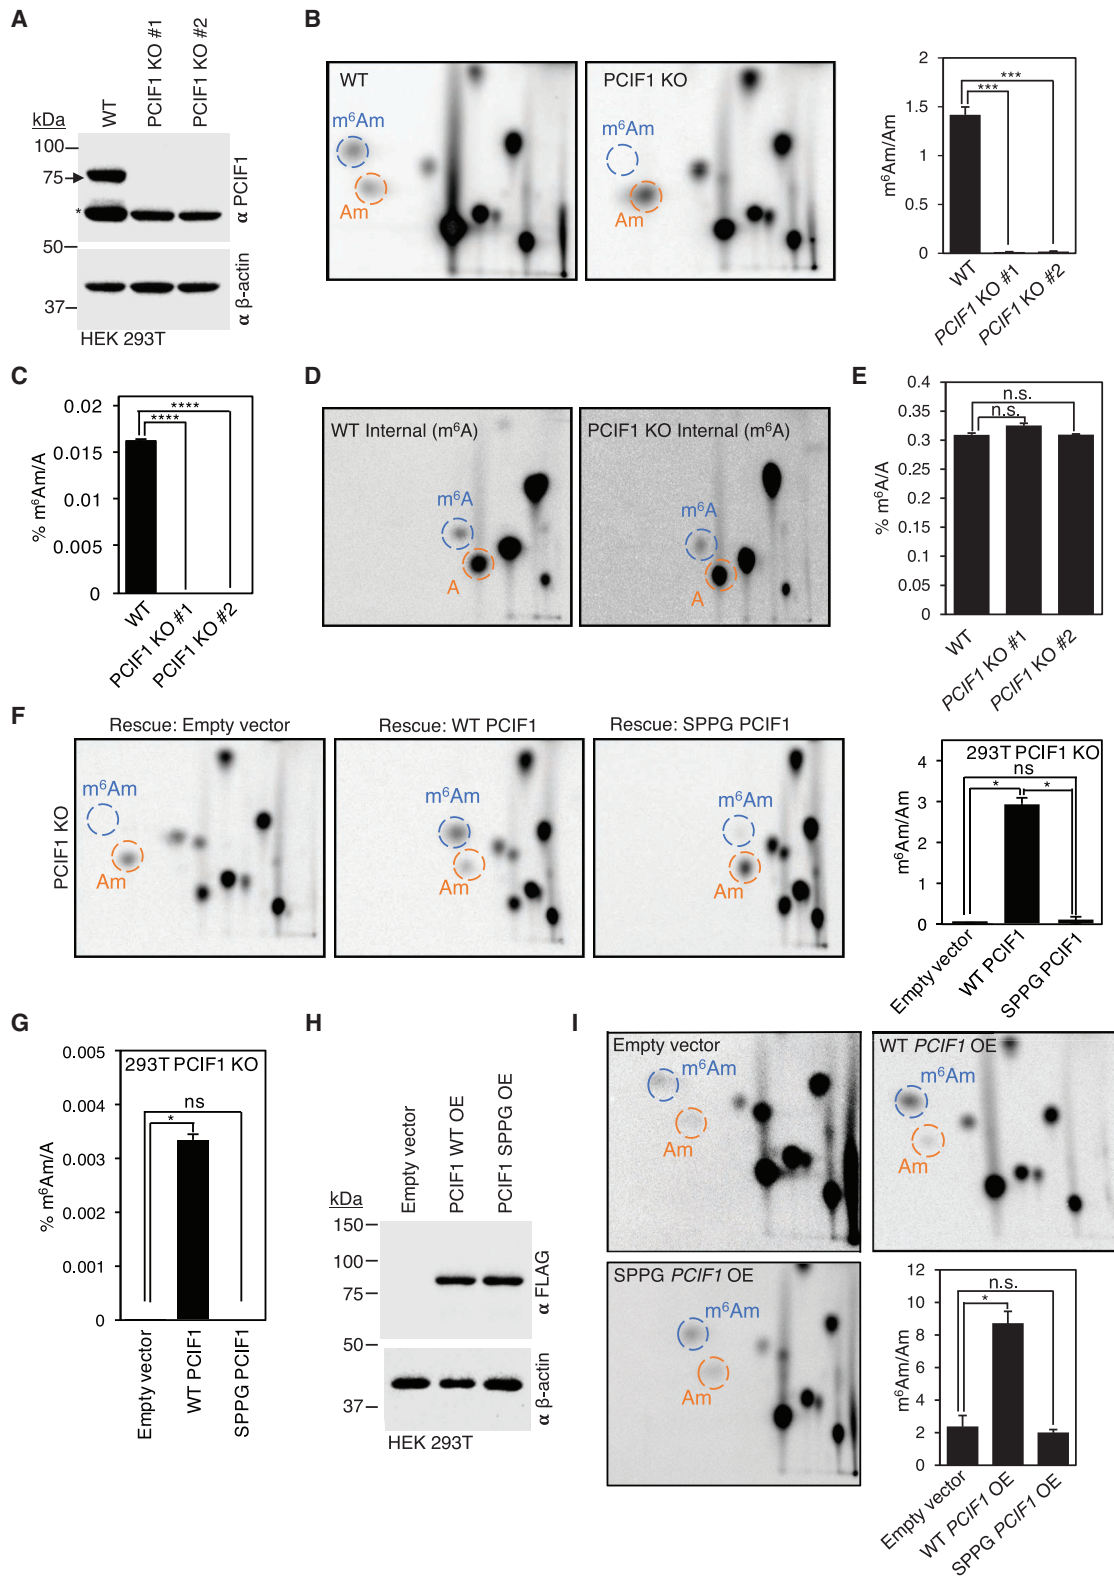 A
WT
PCIF1 KO #1
PCIF1 KO #2
kDa
100
75
*
50
37
α PCIF1
α β-actin
HEK 293T
B
WT
m⁶Am
Am
PCIF1 KO
m⁶Am
Am
m⁶Am/Am
2
1.5
1
0.5
0
***
***
WT
PCIF1 KO #1
PCIF1 KO #2
C
% m⁶Am/A
0.02
0.015
0.01
0.005
0
****
****
WT
PCIF1 KO #1
PCIF1 KO #2
D
WT Internal (m⁶A)
m⁶A
A
PCIF1 KO Internal (m⁶A)
m⁶A
A
E
% m⁶A/A
0.4
0.35
0.3
0.25
0.2
0.15
0.1
0.05
0
n.s.
n.s.
WT
PCIF1 KO #1
PCIF1 KO #2
F
PCIF1 KO
Rescue: Empty vector
m⁶Am
Am
Rescue: WT PCIF1
m⁶Am
Am
Rescue: SPPG PCIF1
m⁶Am
Am
293T PCIF1 KO
m⁶Am/Am
4
3
2
1
0
ns
*
*
Empty vector
WT PCIF1
SPPG PCIF1
G
293T PCIF1 KO
% m⁶Am/A
0.005
0.004
0.003
0.002
0.001
0
ns
*
Empty vector
WT PCIF1
SPPG PCIF1
H
Empty vector
PCIF1 WT OE
PCIF1 SPPG OE
kDa
150
100
75
50
37
α FLAG
α β-actin
HEK 293T
I
Empty vector
m⁶Am
Am
WT PCIF1 OE
m⁶Am
Am
SPPG PCIF1 OE
m⁶Am
Am
m⁶Am/Am
12
10
8
6
4
2
0
n.s.
*
Empty vector
WT PCIF1 OE
SPPG PCIF1 OE